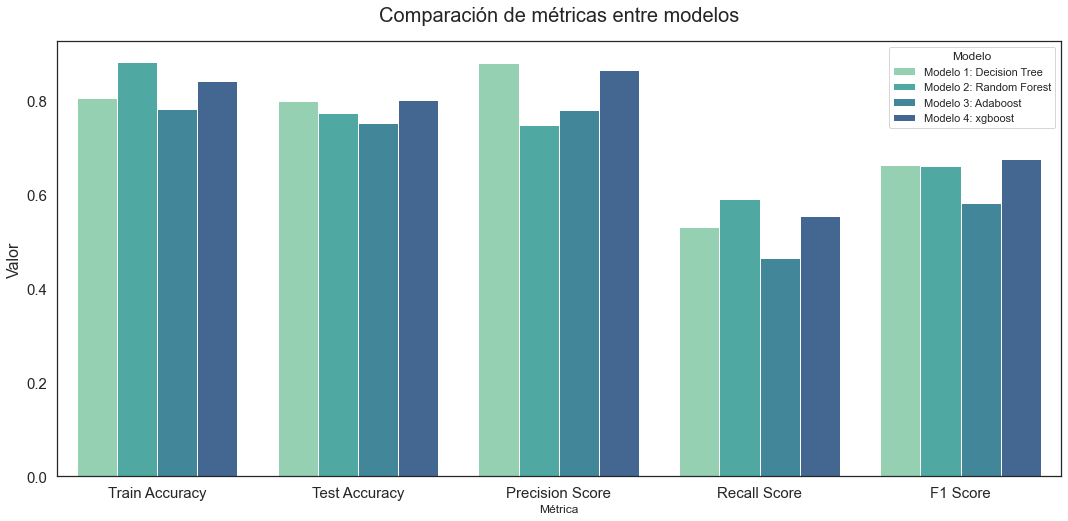 Comparación de métricas entre modelos
Modelo
Modelo 1: Decision Tree
Modelo 2: Random Forest
Modelo 3: Adaboost
Modelo 4: xgboost
Valor
0.8
0.6
0.4
0.2
0.0
Train Accuracy
Test Accuracy
Precision Score
Recall Score
F1 Score
Métrica